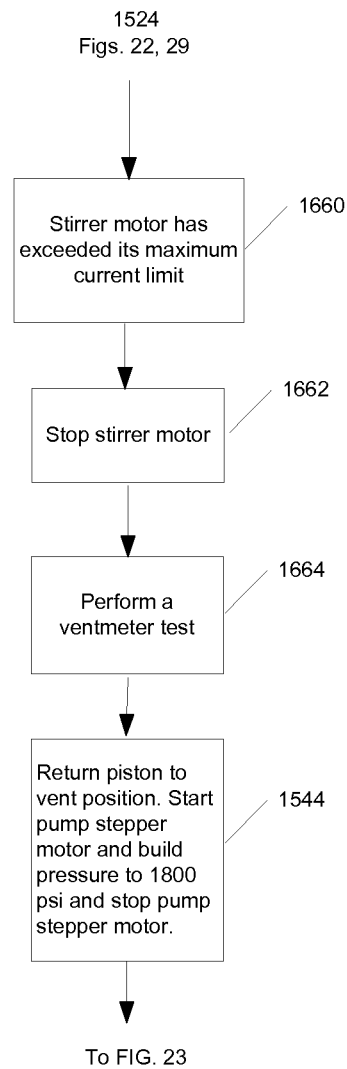 1524
Figs. 22, 29
Stirrer motor has
exceeded its maximum
current limit
1660
Stop stirrer motor
1662
Perform a
ventmeter test
1664
Return piston to
vent position. Start
pump stepper
motor and build
pressure to 1800
psi and stop pump
stepper motor.
1544
To FIG. 23